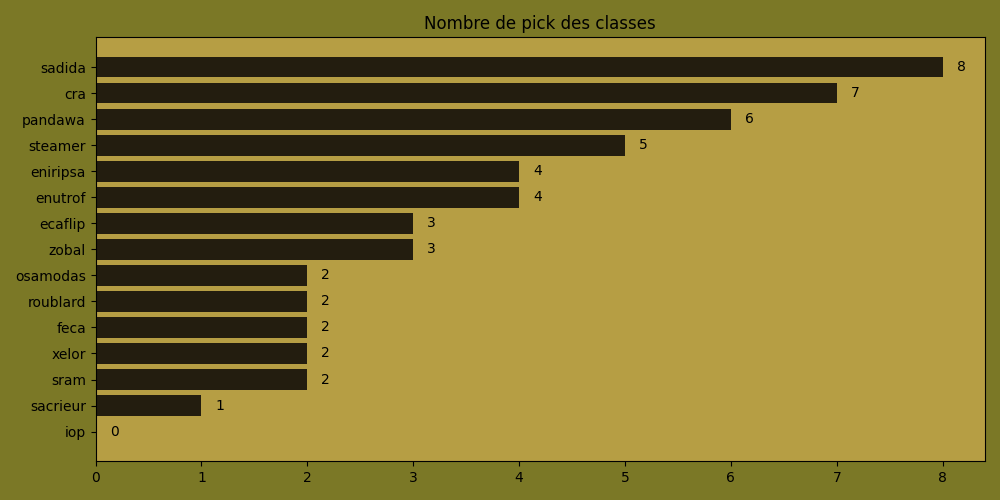 Nombre de pick des classes
sadida 8
cra 7
pandawa 6
steamer 5
eniripsa 4
enutrof 4
ecaflip 3
zobal 3
osamodas 2
roublard 2
feca 2
xelor 2
sram 2
sacrieur 1
iop 0
0 1 2 3 4 5 6 7 8